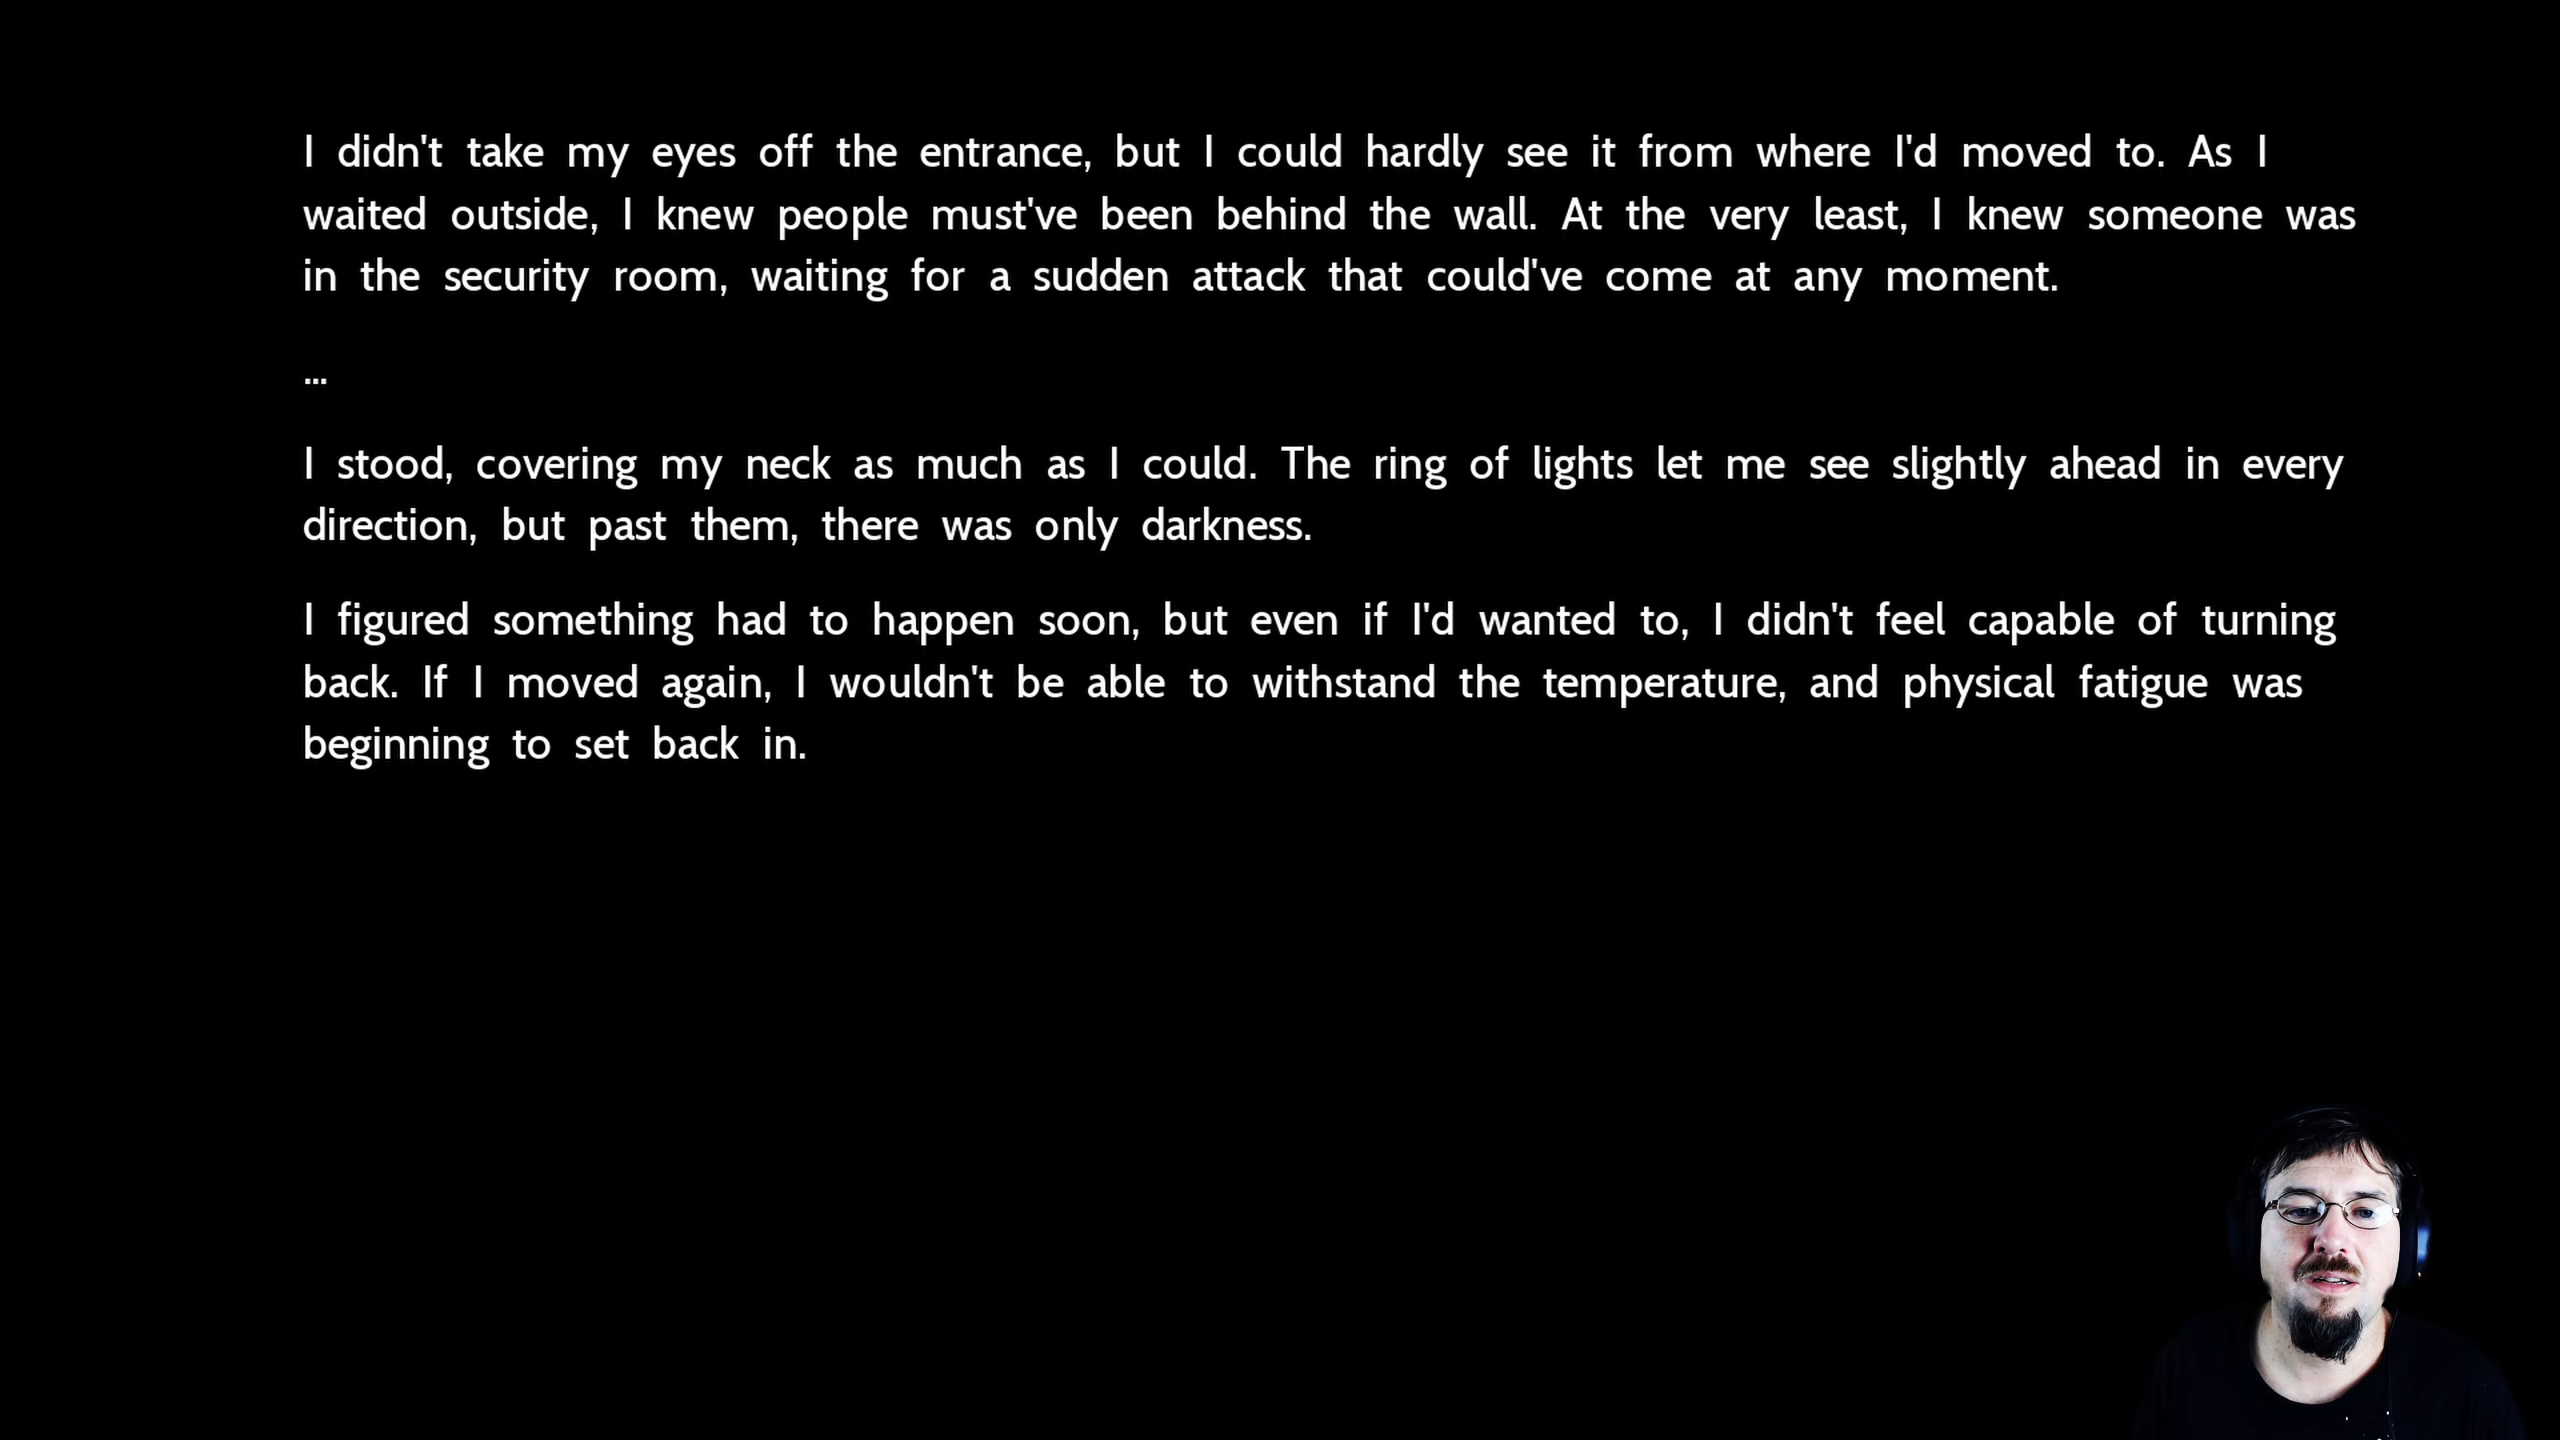 I didn't take my eyes off the entrance, but I could hardly see it from where I'd moved to. As I
waited outside, I knew people must've been behind the wall. At the very least, I knew someone was
in the security room, waiting for a sudden attack that could've come at any moment.
...
I stood, covering my neck as much as I could. The ring of lights let me see slightly ahead in every
direction, but past them, there was only darkness.
I figured something had to happen soon, but even if I'd wanted to, I didn't feel capable of turning
back. If I moved again, I wouldn't be able to withstand the temperature, and physical fatigue was
beginning to set back in.